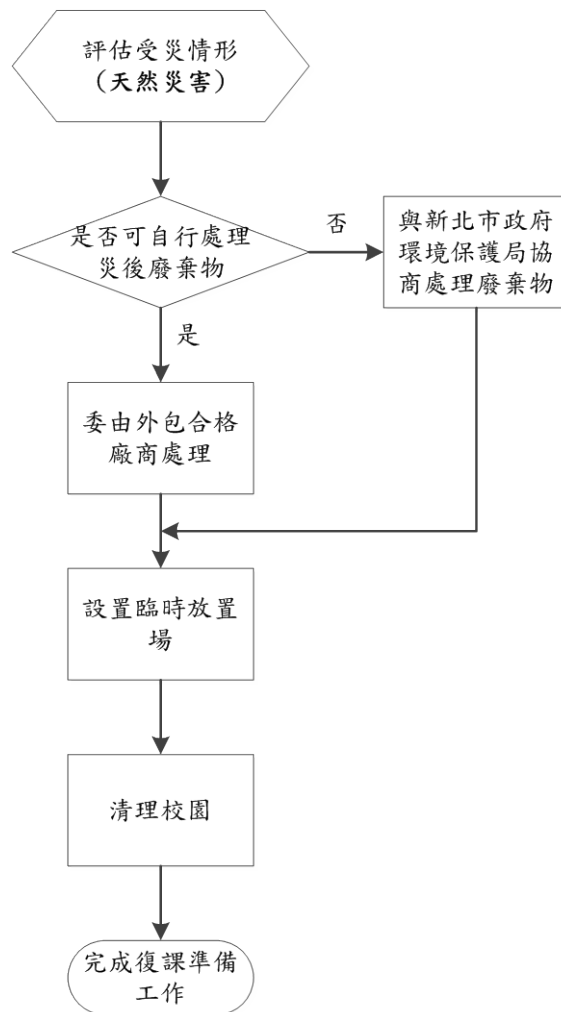 評估受災情形
（天然災害）
是否可自行處理
災後廢棄物
否
與新北市政府
環境保護局協
商處理廢棄物
是
委由外包合格
廠商處理
設置臨時放置
場
清理校園
完成復課準備
工作